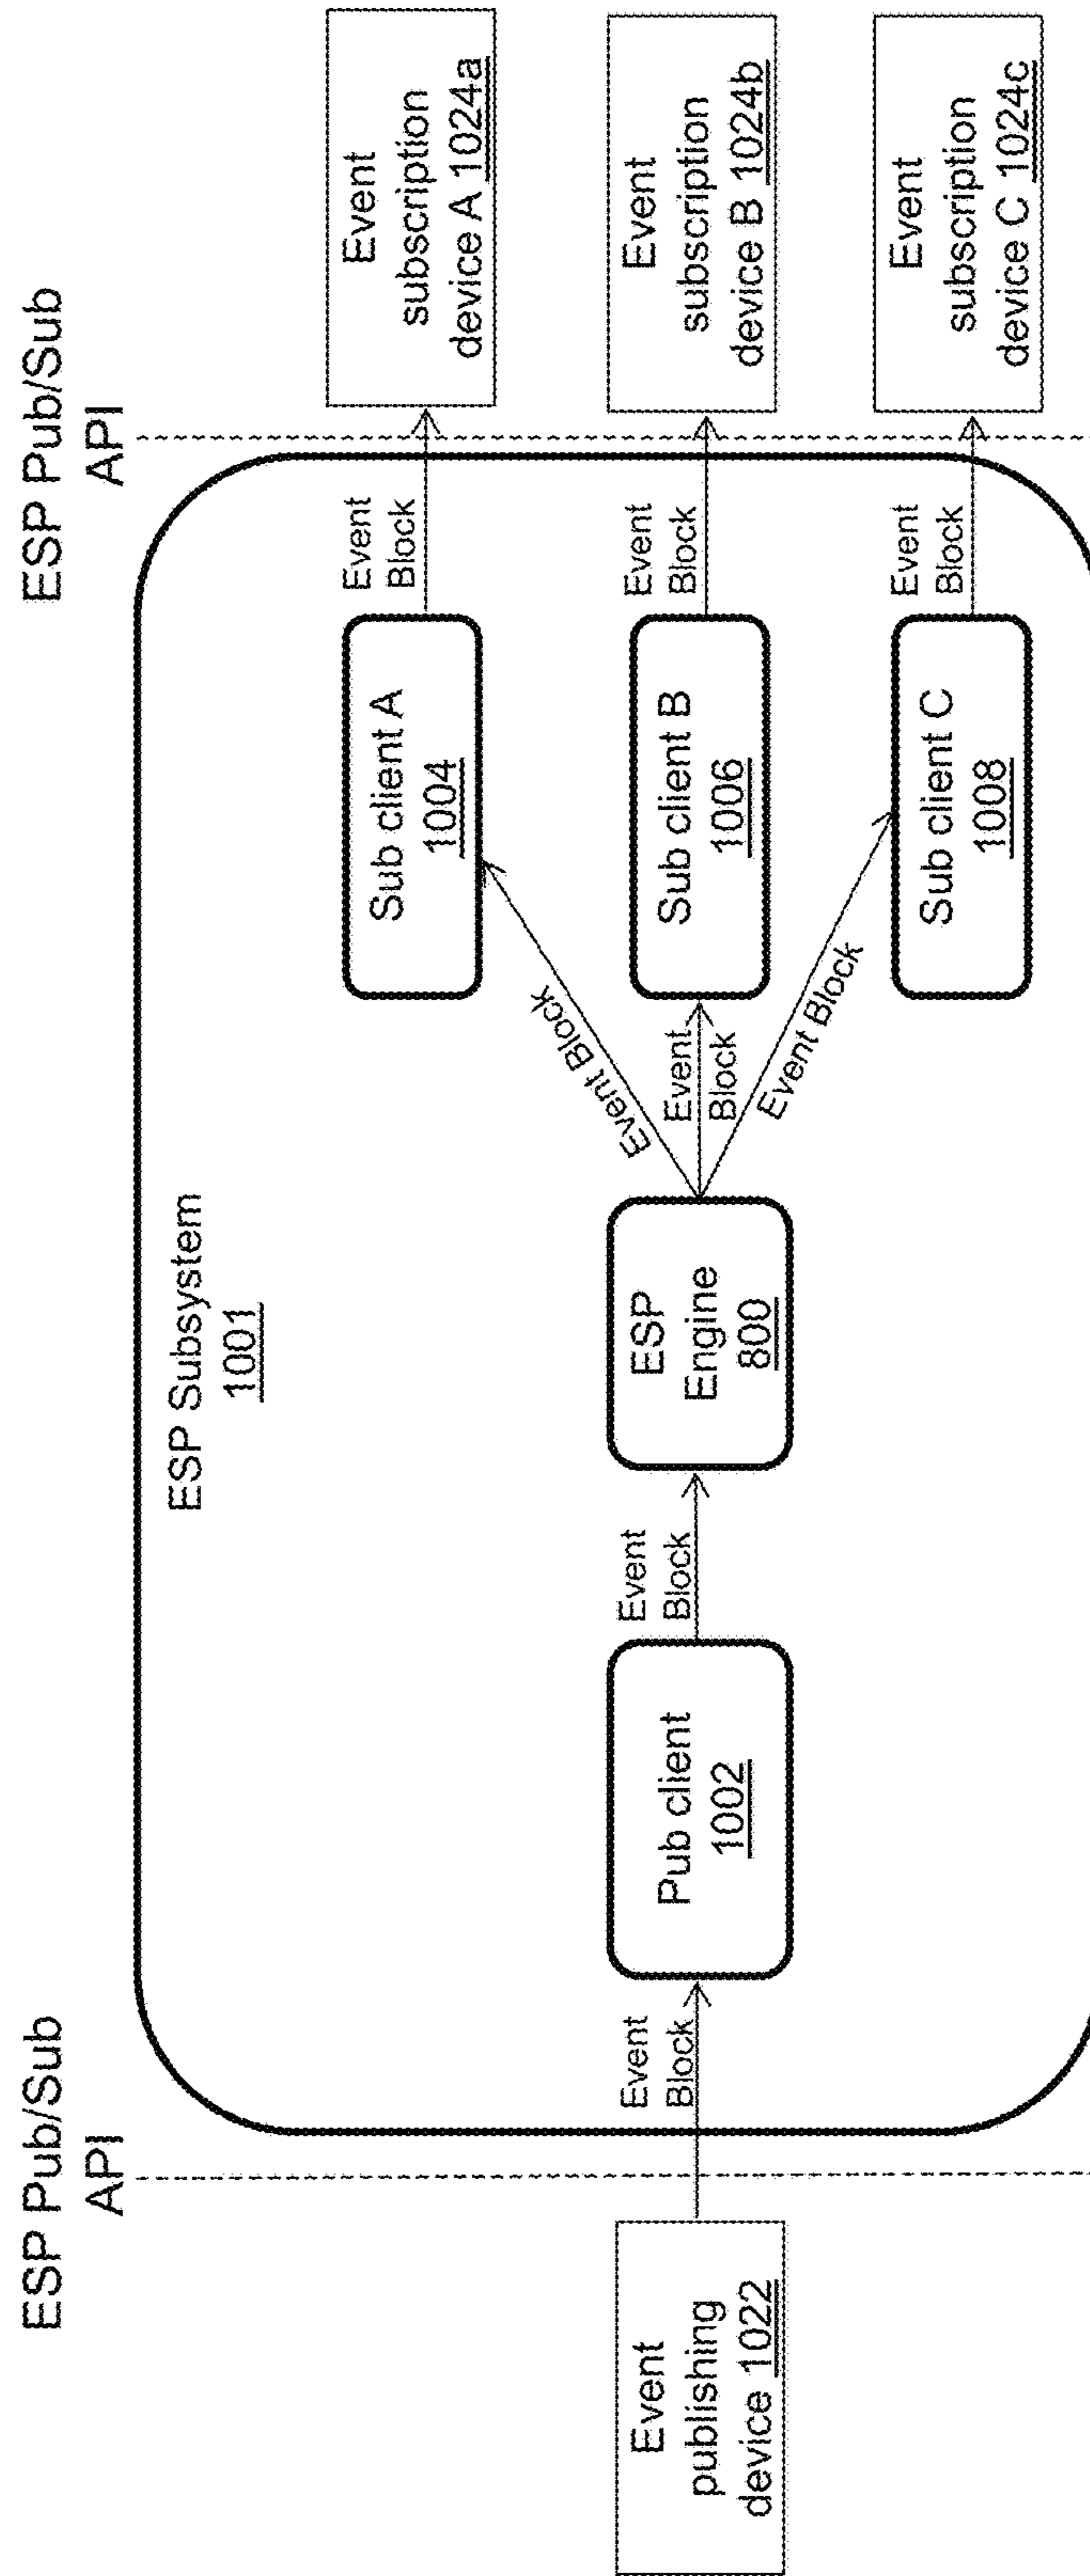 ESP Pub/Sub
API
ESP Pub/Sub
API
ESP Subsystem
1001
Event
publishing
device 1022
Event
Block
Pub client
1002
Event
Block
ESP
Engine
800
Event Block
Event
Block
Event Block
Sub client A
1004
Sub client B
1006
Sub client C
1008
Event
Block
Event
Block
Event
Block
Event
subscription
device A 1024a
Event
subscription
device B 1024b
Event
subscription
device C 1024c